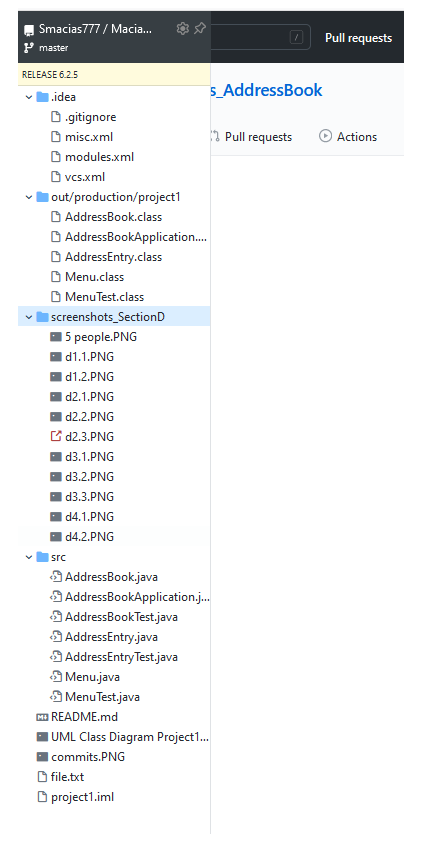 Smacias777 / Macia...
master
/
Pull requests
RELEASE 6.2.5
s_AddressBook
Pull requests
Actions
.idea
.gitignore
misc.xml
modules.xml
vcs.xml
out/production/project1
AddressBook.class
AddressBookApplication....
AddressEntry.class
Menu.class
MenuTest.class
screenshots_SectionD
5 people.PNG
d1.1.PNG
d1.2.PNG
d2.1.PNG
d2.2.PNG
d2.3.PNG
d3.1.PNG
d3.2.PNG
d3.3.PNG
d4.1.PNG
d4.2.PNG
src
AddressBook.java
AddressBookApplication.j...
AddressBookTest.java
AddressEntry.java
AddressEntryTest.java
Menu.java
MenuTest.java
README.md
UML Class Diagram Project1...
commits.PNG
file.txt
project1.iml